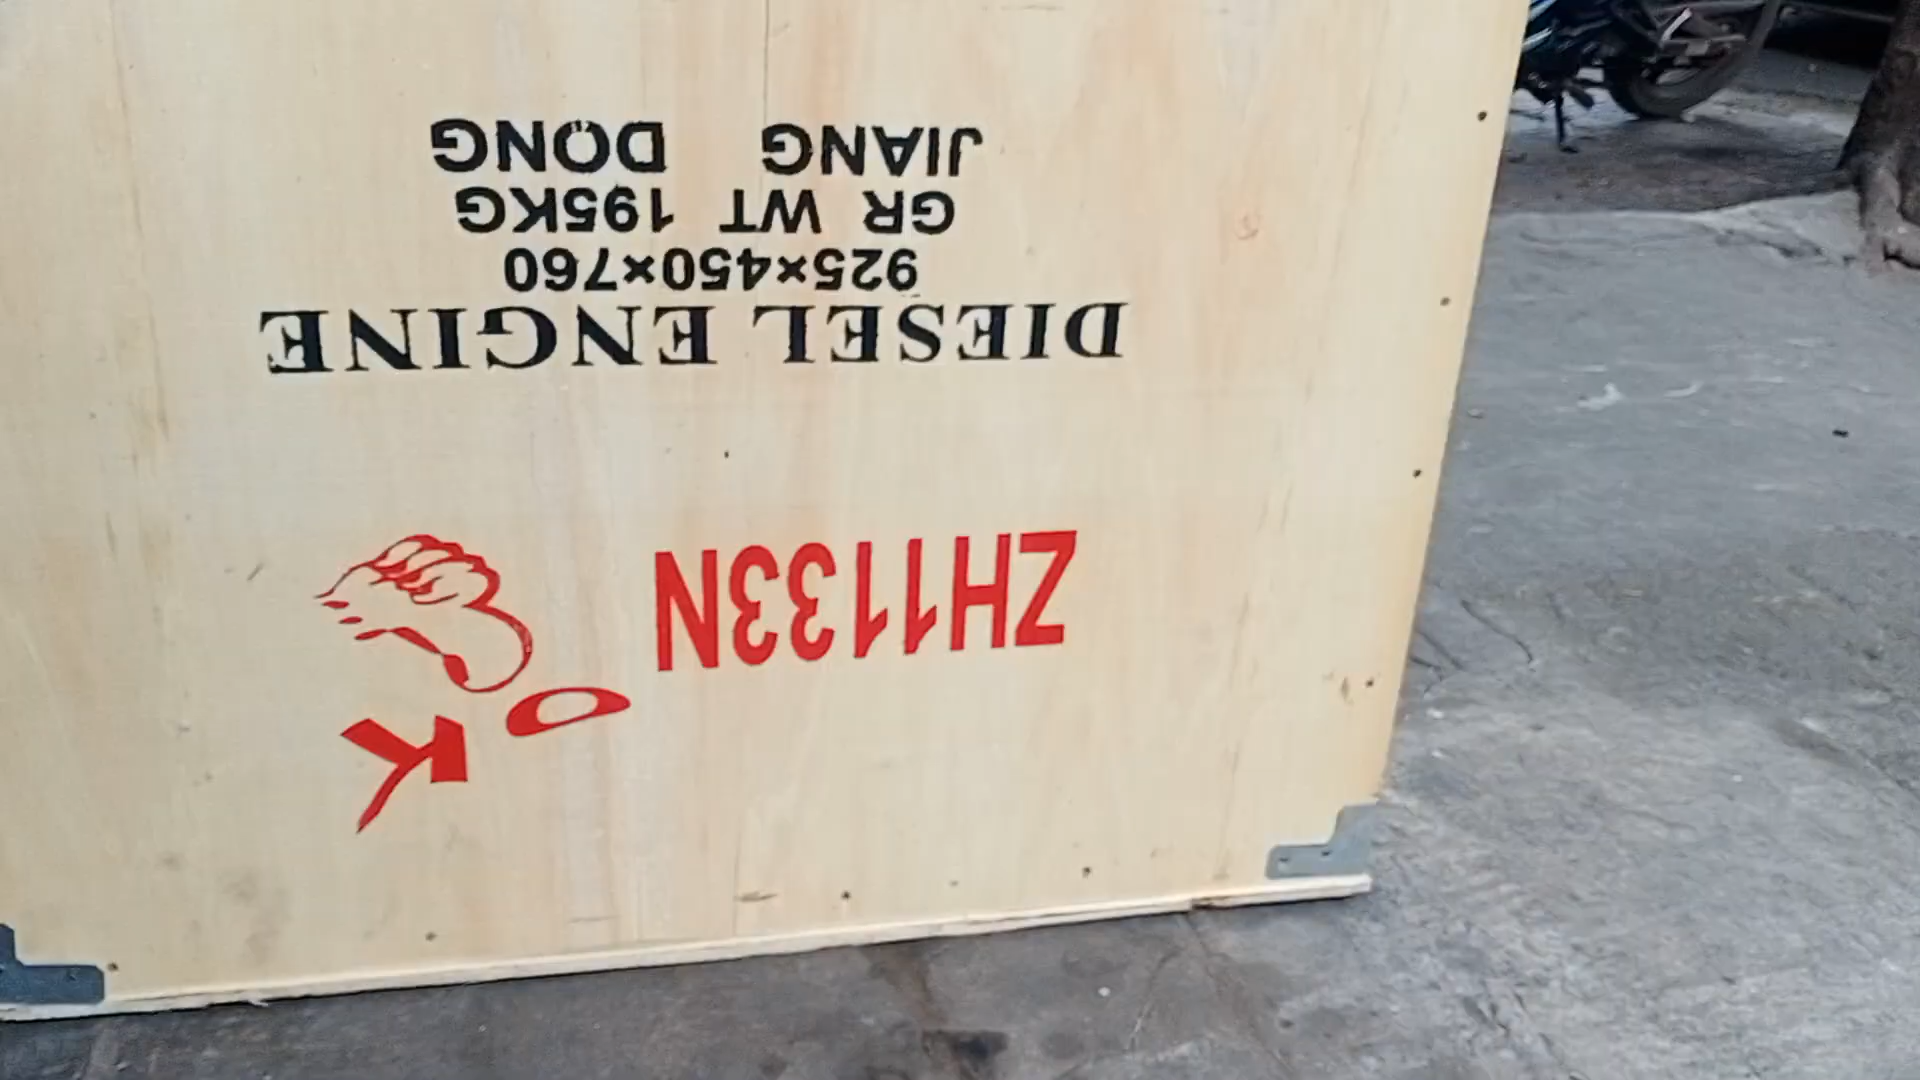 OK
ZH1133N
DIESEL ENGINE
925×450×760
GR WT 195KG
JIANG DONG